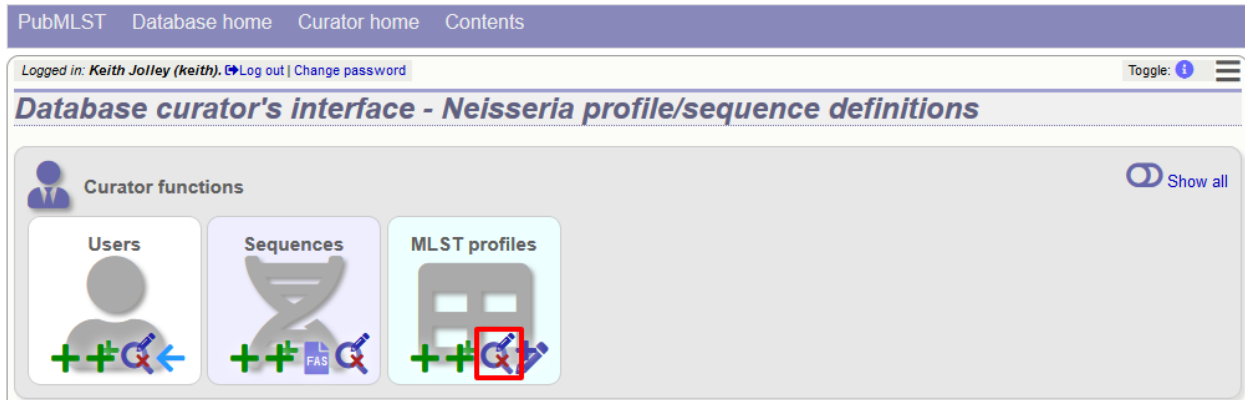 PubMLST Database home Curator home Contents
Logged in: Keith Jolley (keith). Log out | Change password Toggle:
Database curator's interface - Neisseria profile/sequence definitions
Curator functions Show all
Users Sequences MLST profiles
FAS